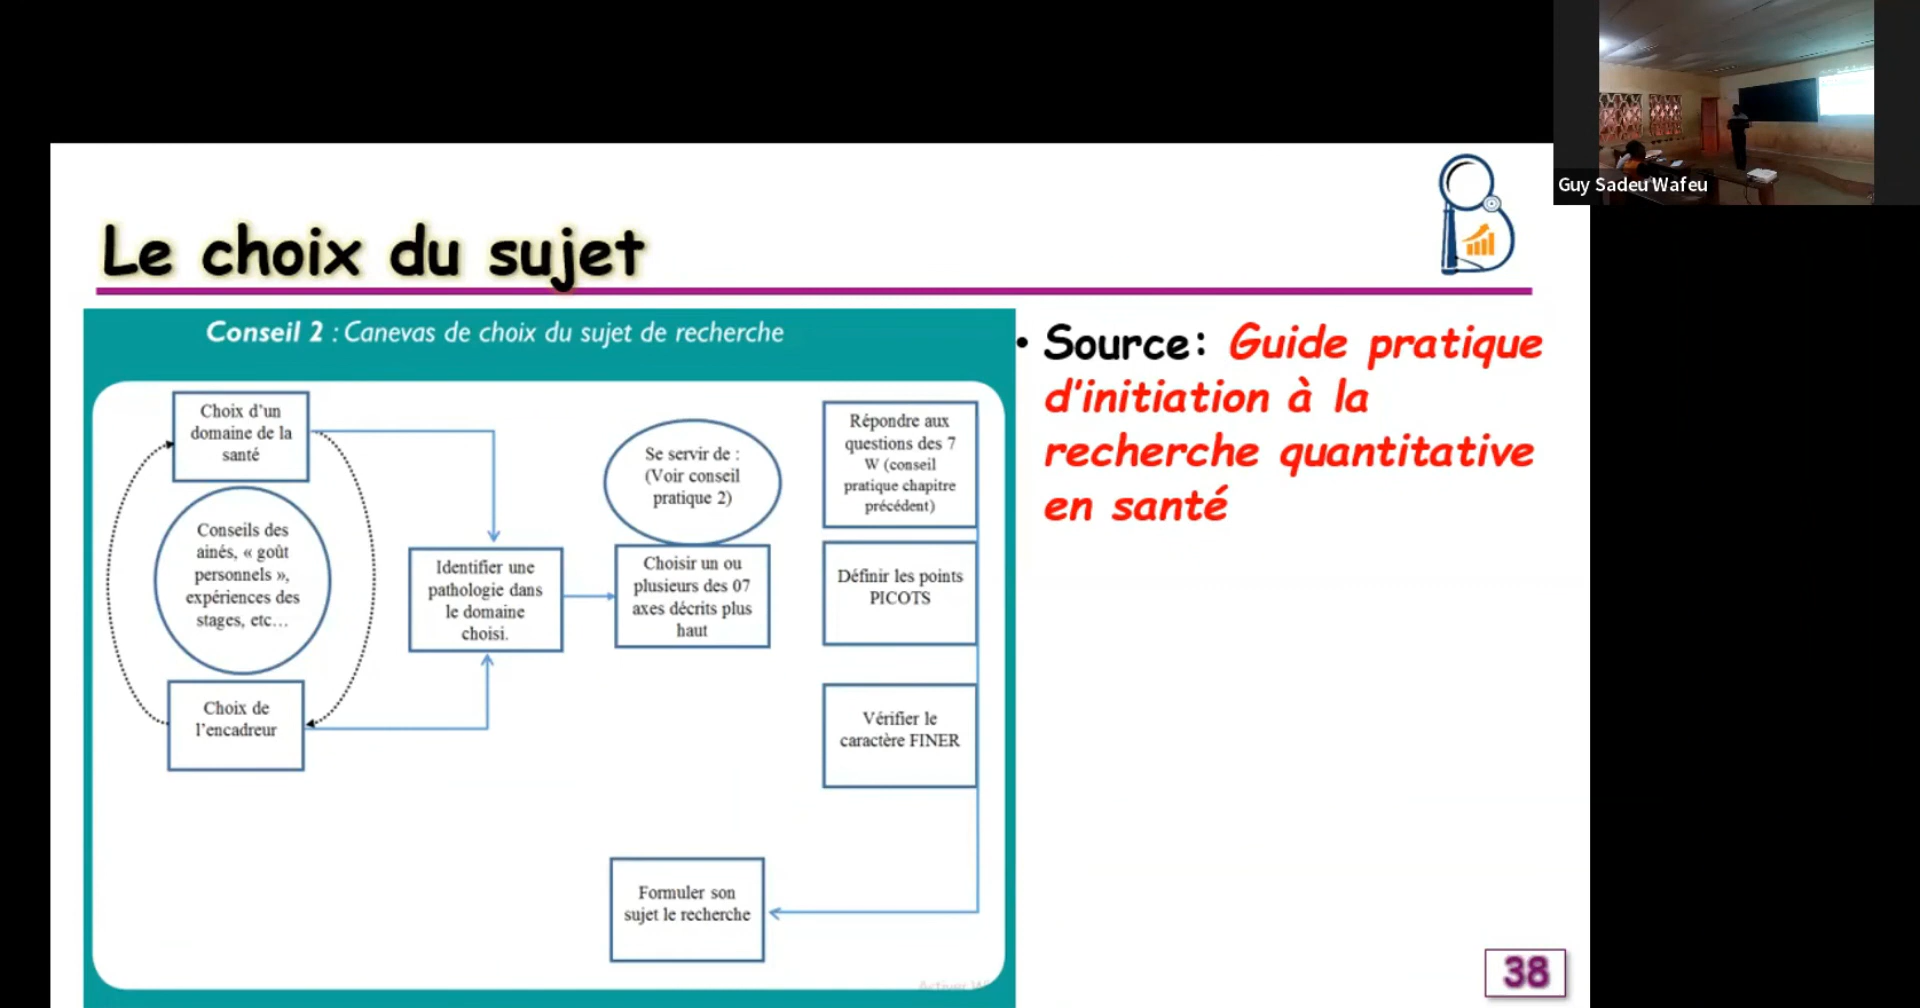 Guy Sadeu Wafeu
Le choix du sujet
Conseil 2 : Canevas de choix du sujet de recherche
Choix d'un
domaine de la
santé
Conseils des
ainés, « goût
personnels »,
expériences des
stages, etc...
Choix de
l'encadreur
Identifier une
pathologie dans
le domaine
choisi.
Se servir de :
(Voir conseil
pratique 2)
Choisir un ou
plusieurs des 07
axes décrits plus
haut
Répondre aux
questions des 7
W (conseil
pratique chapitre
précédent)
Définir les points
PICOTS
Vérifier le
caractère FINER
Formuler son
sujet le recherche
• Source: Guide pratique
d'initiation à la
recherche quantitative
en santé
Activer W
38